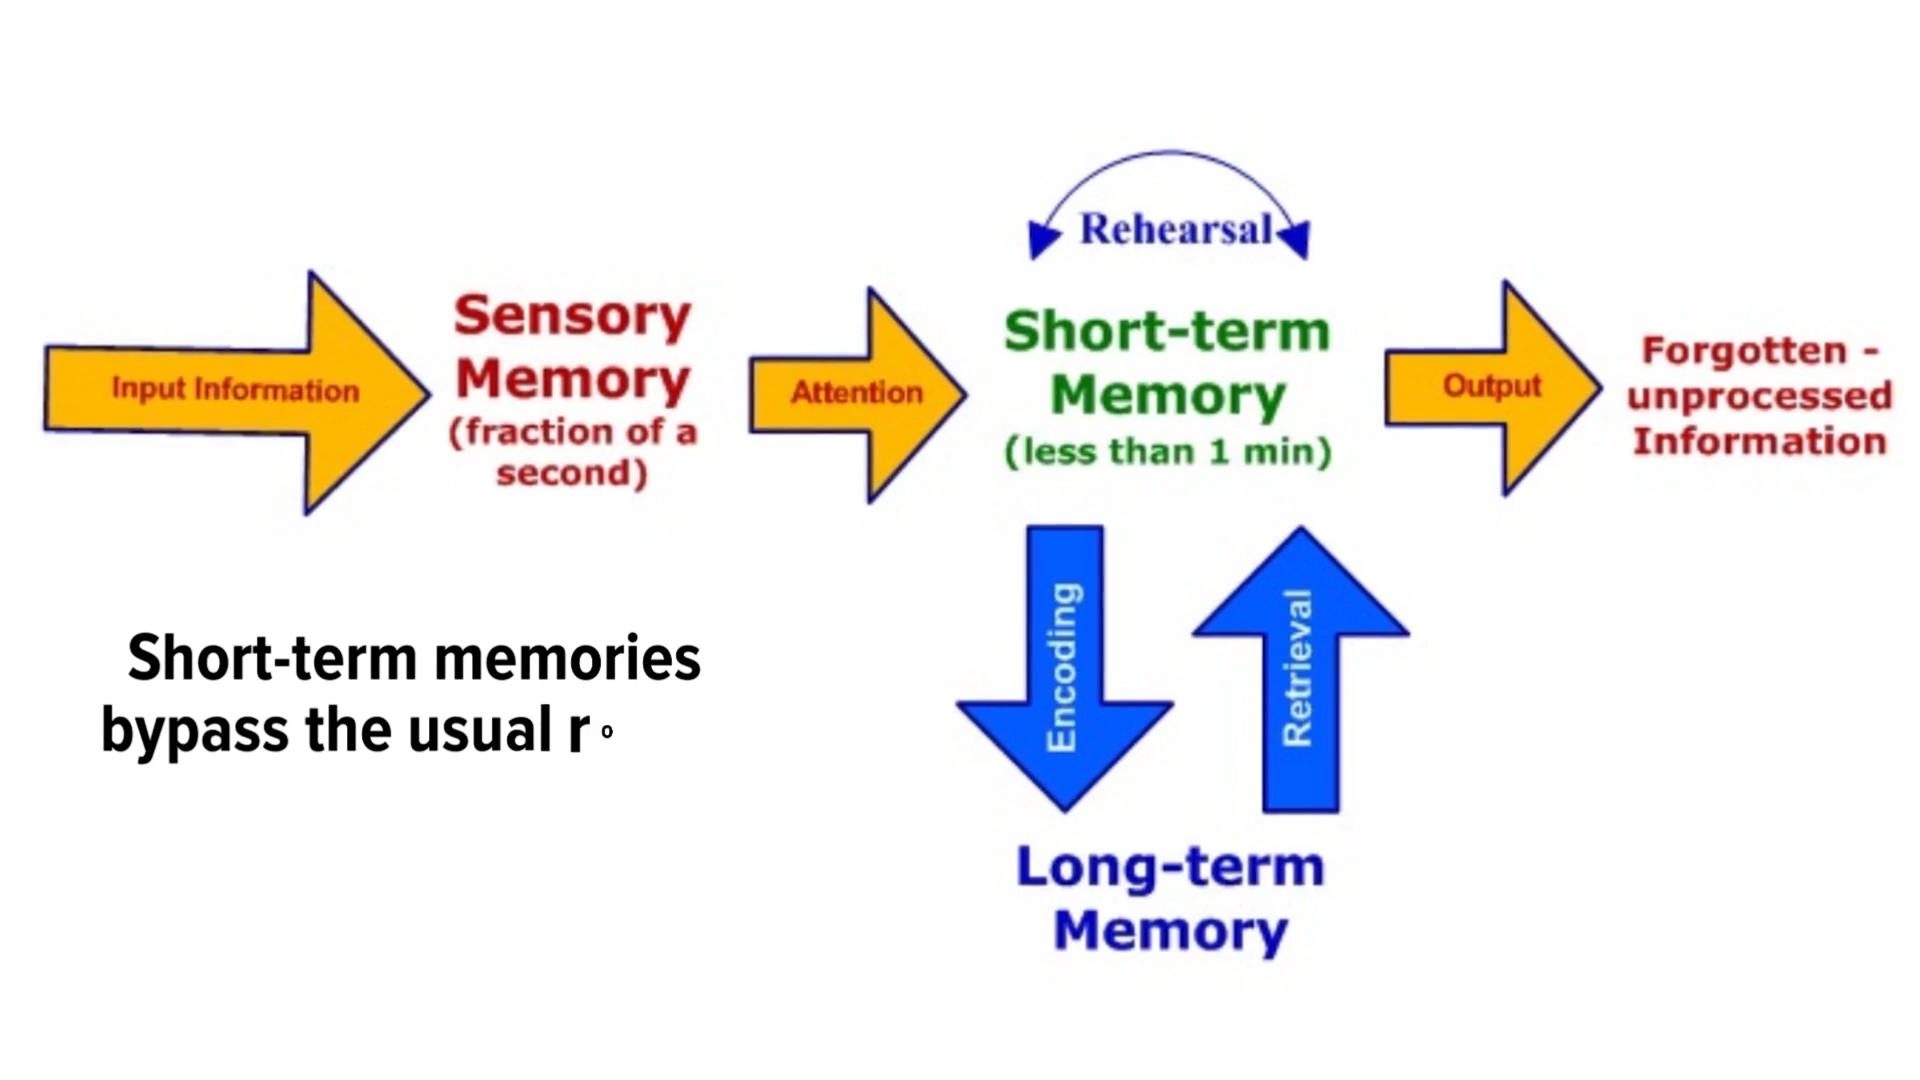 Rehearsal
Input Information
Sensory
Memory
(fraction of a
second)
Attention
Short-term
Memory
(less than 1 min)
Output
Forgotten -
unprocessed
Information
Short-term memories
bypass the usual r o
Encoding
Retrieval
Long-term
Memory